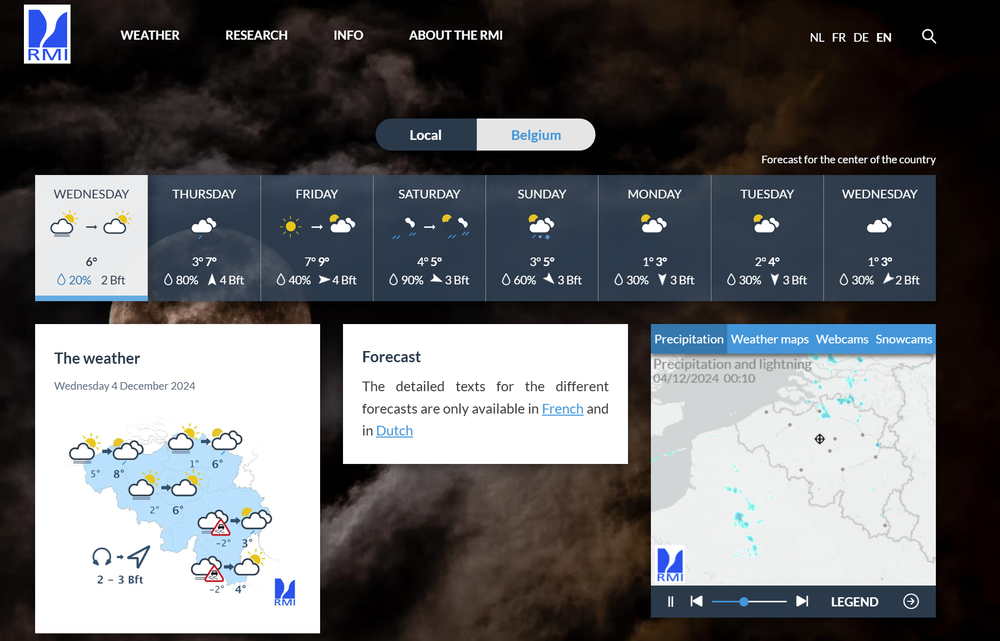 RMI
WEATHER RESEARCH INFO ABOUT THE RMI
NL FR DE EN
Local Belgium
Forecast for the center of the country
WEDNESDAY
6°
20% 2 Bft
THURSDAY
3° 7°
80% 4 Bft
FRIDAY
7° 9°
40% 4 Bft
SATURDAY
4° 5°
90% 3 Bft
SUNDAY
3° 5°
60% 3 Bft
MONDAY
1° 3°
30% 3 Bft
TUESDAY
2° 4°
30% 3 Bft
WEDNESDAY
1° 3°
30% 2 Bft
The weather
Wednesday 4 December 2024
1° 6°
5° 8°
2° 6°
-2° 3°
2 - 3 Bft
-2° 4°
RMI
Forecast
The detailed texts for the different
forecasts are only available in French and
in Dutch
Precipitation Weather maps Webcams Snowcams
Precipitation and lightning
04/12/2024 00:10
RMI
LEGEND